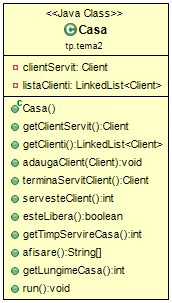 <<Java Class>>
Casa
tp.tema2
clientServit: Client
listaClienti: LinkedList<Client>
Casa()
getClientServit():Client
getClienti():LinkedList<Client>
adaugaClient(Client):void
terminaServitClient():Client
servesteClient():int
esteLibera():boolean
getTimpServireCasa():int
afisare():String[]
getLungimeCasa():int
run():void